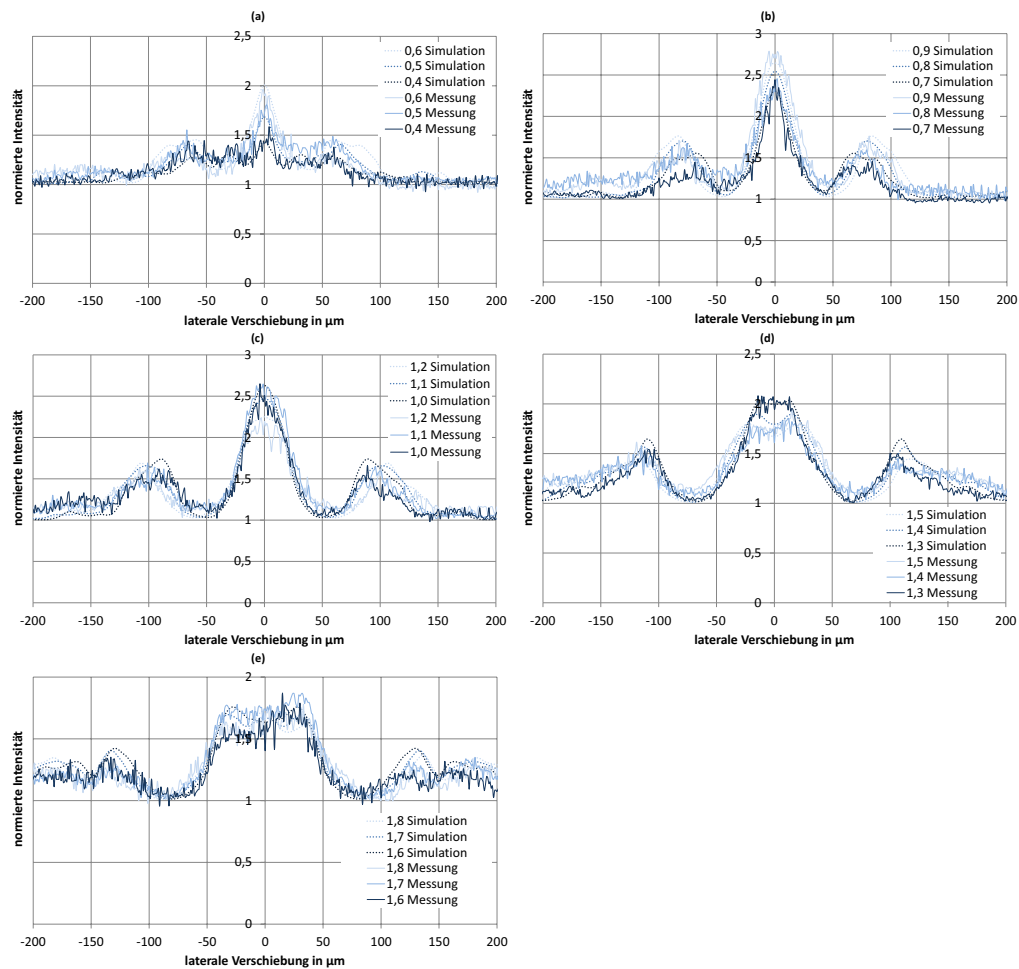 (a)
normierte Intensität
2,5
2
1,5
1
0,5
0
0,6 Simulation
0,5 Simulation
0,4 Simulation
0,6 Messung
0,5 Messung
0,4 Messung
-200 -150 -100 -50 0 50 100 150 200
laterale Verschiebung in µm
(b)
normierte Intensität
3
2,5
2
1,5
1
0,5
0
0,9 Simulation
0,8 Simulation
0,7 Simulation
0,9 Messung
0,8 Messung
0,7 Messung
-200 -150 -100 -50 0 50 100 150 200
laterale Verschiebung in µm
(c)
normierte Intensität
3
2,5
2
1,5
1
0,5
0
1,2 Simulation
1,1 Simulation
1,0 Simulation
1,2 Messung
1,1 Messung
1,0 Messung
-200 -150 -100 -50 0 50 100 150 200
laterale Verschiebung in µm
(d)
normierte Intensität
2,5
2
1,5
1
0,5
0
1,5 Simulation
1,4 Simulation
1,3 Simulation
1,5 Messung
1,4 Messung
1,3 Messung
-200 -150 -100 -50 0 50 100 150 200
laterale Verschiebung in µm
(e)
normierte Intensität
2
1,5
1
0,5
0
1,8 Simulation
1,7 Simulation
1,6 Simulation
1,8 Messung
1,7 Messung
1,6 Messung
-200 -150 -100 -50 0 50 100 150 200
laterale Verschiebung in µm